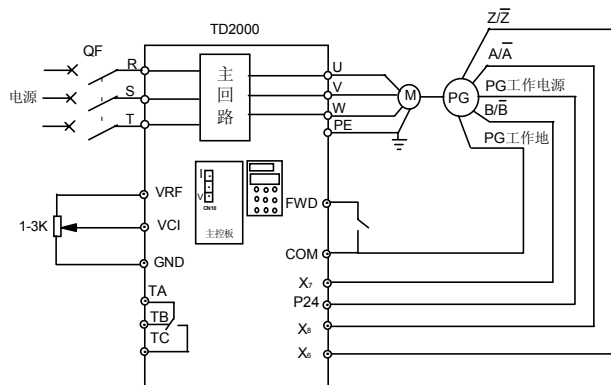 TD2000
Z/Z̅
QF
A/A̅
R
U
主回路
电源
S
V
M
PG
PG工作电源
T
W
B/B̅
PE
PG工作地
I
V
CN10
主控板
VRF
FWD
1-3K
VCI
COM
GND
X₇
TA
P24
TB
X₈
TC
X₆